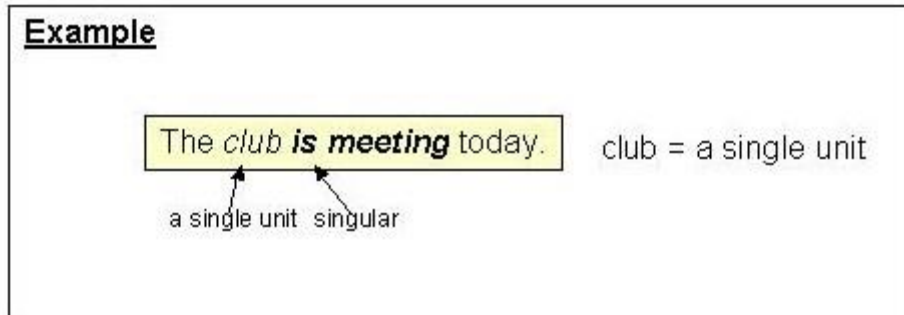 Example
The club is meeting today. club = a single unit
a single unit singular